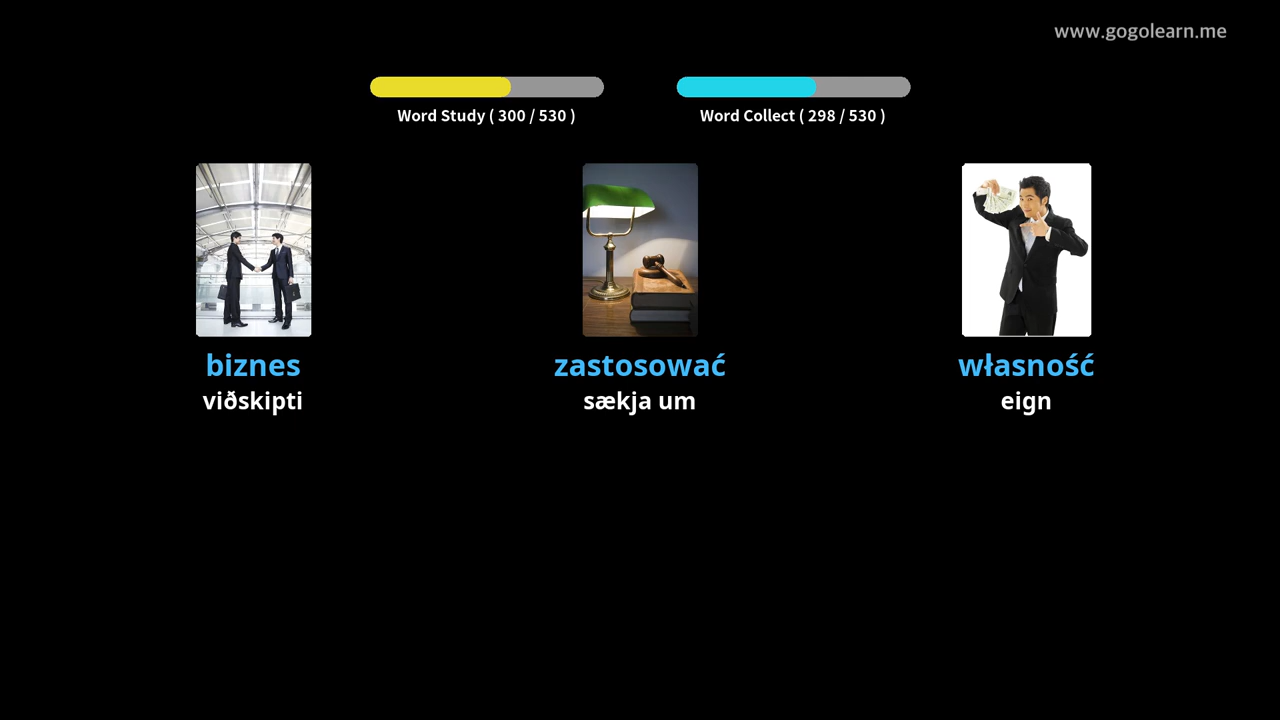 www.gogolearn.me
Word Study ( 300 / 530 )
Word Collect ( 298 / 530 )
biznes
viðskipti
zastosować
sækja um
własność
eign